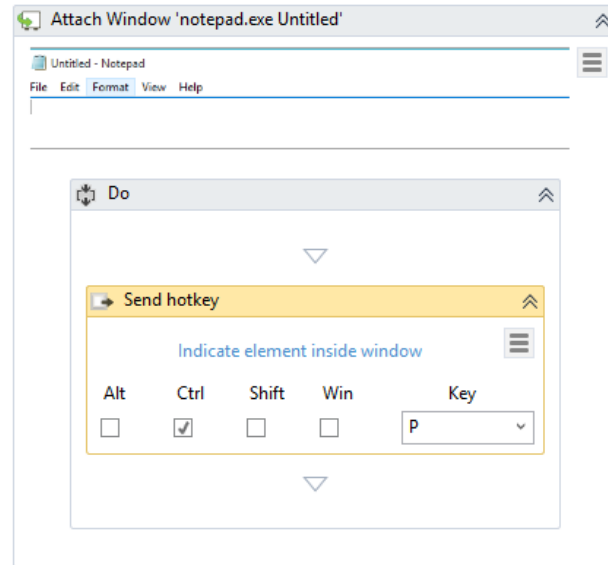 Attach Window 'notepad.exe Untitled'
Untitled - Notepad
File Edit Format View Help
Do
Send hotkey
Indicate element inside window
Alt Ctrl Shift Win Key
P